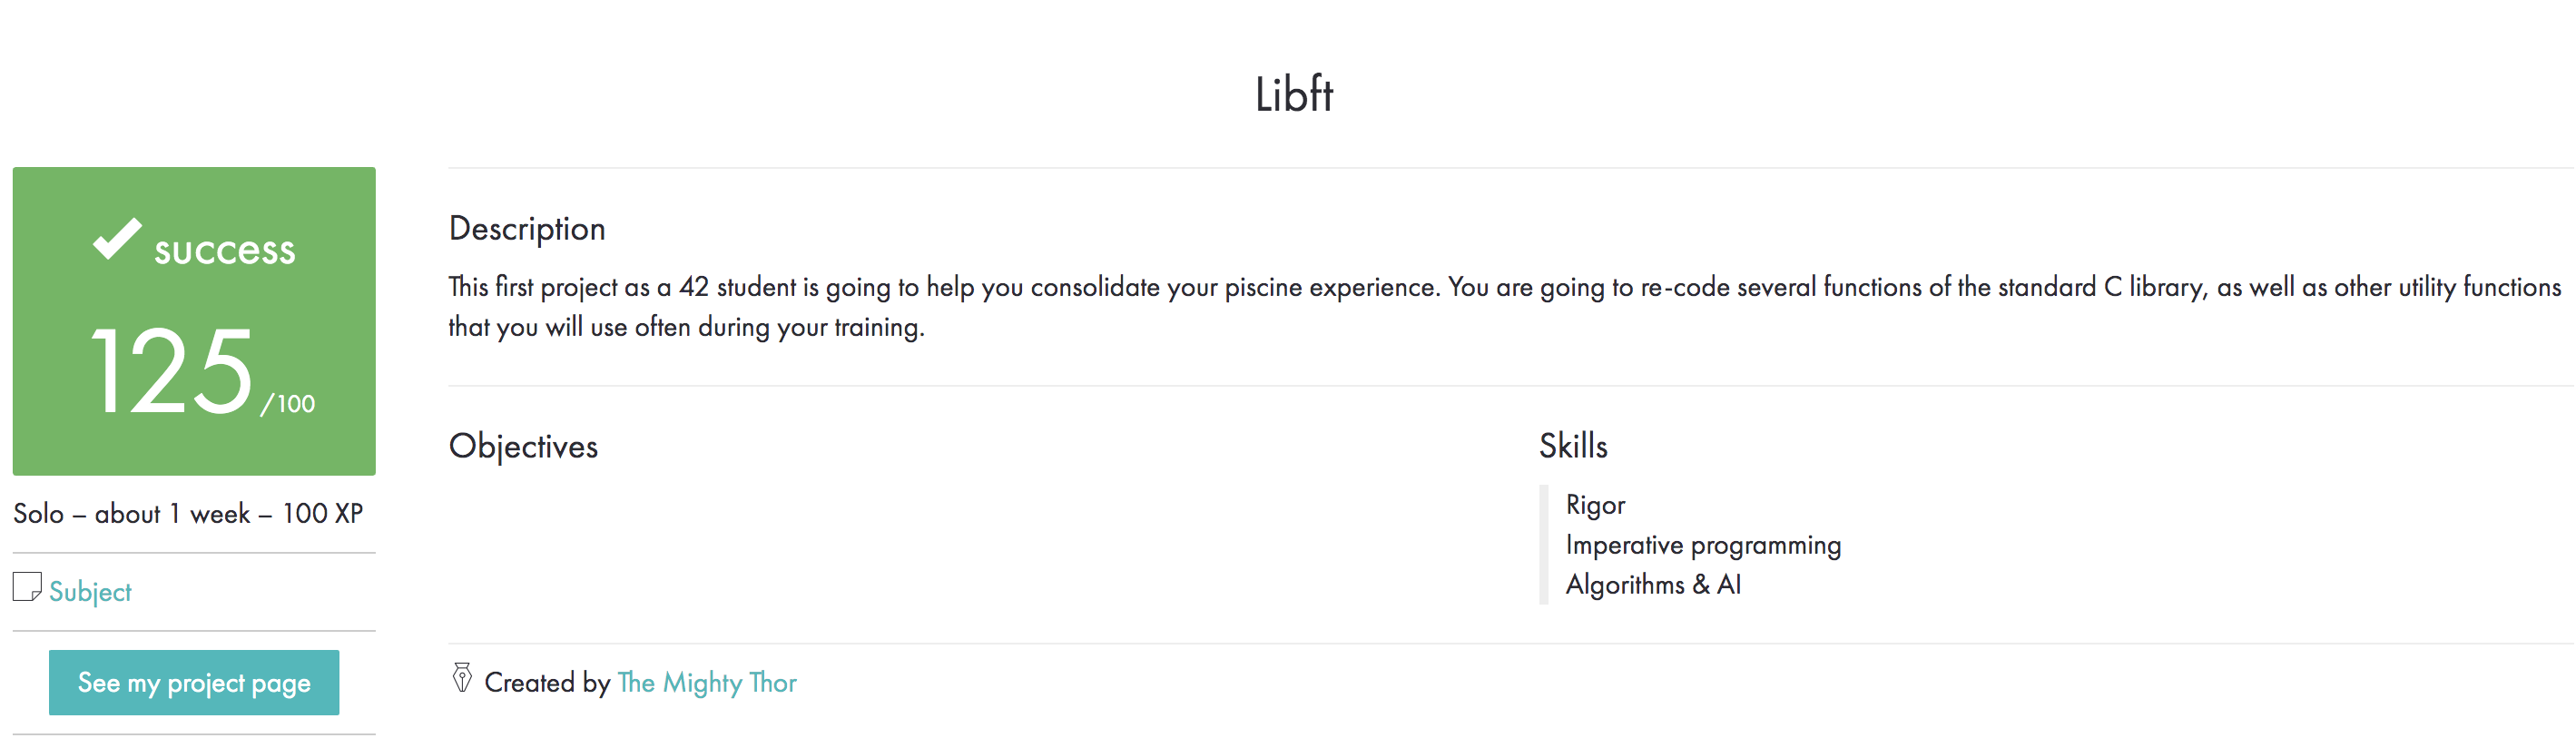 Libft
success
125 /100
Solo – about 1 week – 100 XP
Subject
See my project page
Description
This first project as a 42 student is going to help you consolidate your piscine experience. You are going to re-code several functions of the standard C library, as well as other utility functions
that you will use often during your training.
Objectives
Skills
Rigor
Imperative programming
Algorithms & AI
Created by The Mighty Thor